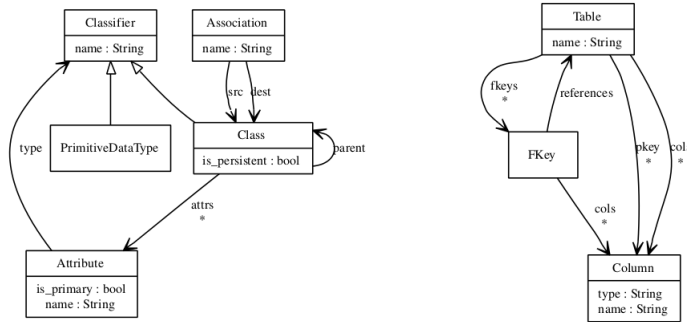 Classifier
name : String
Association
name : String
src
dest
type
PrimitiveDataType
Class
is_persistent : bool
parent
attrs
*
Attribute
is_primary : bool
name : String
Table
name : String
fkeys
*
references
FKey
pkey
*
col
*
cols
*
Column
type : String
name : String